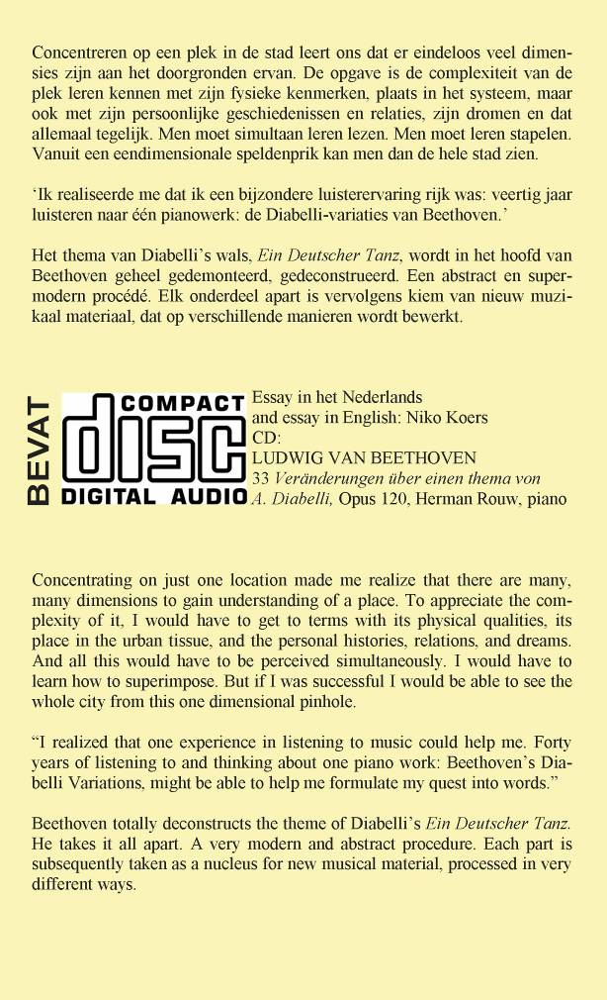 Concentreren op een plek in de stad leert ons dat er eindeloos veel dimen-
sies zijn aan het doorgronden ervan. De opgave is de complexiteit van de
plek leren kennen met zijn fysieke kenmerken, plaats in het systeem, maar
ook met zijn persoonlijke geschiedenissen en relaties, zijn dromen en dat
allemaal tegelijk. Men moet simultaan leren lezen. Men moet leren stapelen.
Vanuit een eendimensionale speldenprik kan men dan de hele stad zien.
‘Ik realiseerde me dat ik een bijzondere luisterervaring rijk was: veertig jaar
luisteren naar één pianowerk: de Diabelli-variaties van Beethoven.’
Het thema van Diabelli’s wals, Ein Deutscher Tanz, wordt in het hoofd van
Beethoven geheel gedemonteerd, gedeconstrueerd. Een abstract en super-
modern procédé. Elk onderdeel apart is vervolgens kiem van nieuw muzi-
kaal materiaal, dat op verschillende manieren wordt bewerkt.
BEVAT
COMPACT
disc
DIGITAL AUDIO
Essay in het Nederlands
and essay in English: Niko Koers
CD:
LUDWIG VAN BEETHOVEN
33 Veränderungen über einen thema von
A. Diabelli, Opus 120, Herman Rouw, piano
Concentrating on just one location made me realize that there are many,
many dimensions to gain understanding of a place. To appreciate the com-
plexity of it, I would have to get to terms with its physical qualities, its
place in the urban tissue, and the personal histories, relations, and dreams.
And all this would have to be perceived simultaneously. I would have to
learn how to superimpose. But if I was successful I would be able to see the
whole city from this one dimensional pinhole.
“I realized that one experience in listening to music could help me. Forty
years of listening to and thinking about one piano work: Beethoven’s Dia-
belli Variations, might be able to help me formulate my quest into words.”
Beethoven totally deconstructs the theme of Diabelli’s Ein Deutscher Tanz.
He takes it all apart. A very modern and abstract procedure. Each part is
subsequently taken as a nucleus for new musical material, processed in very
different ways.